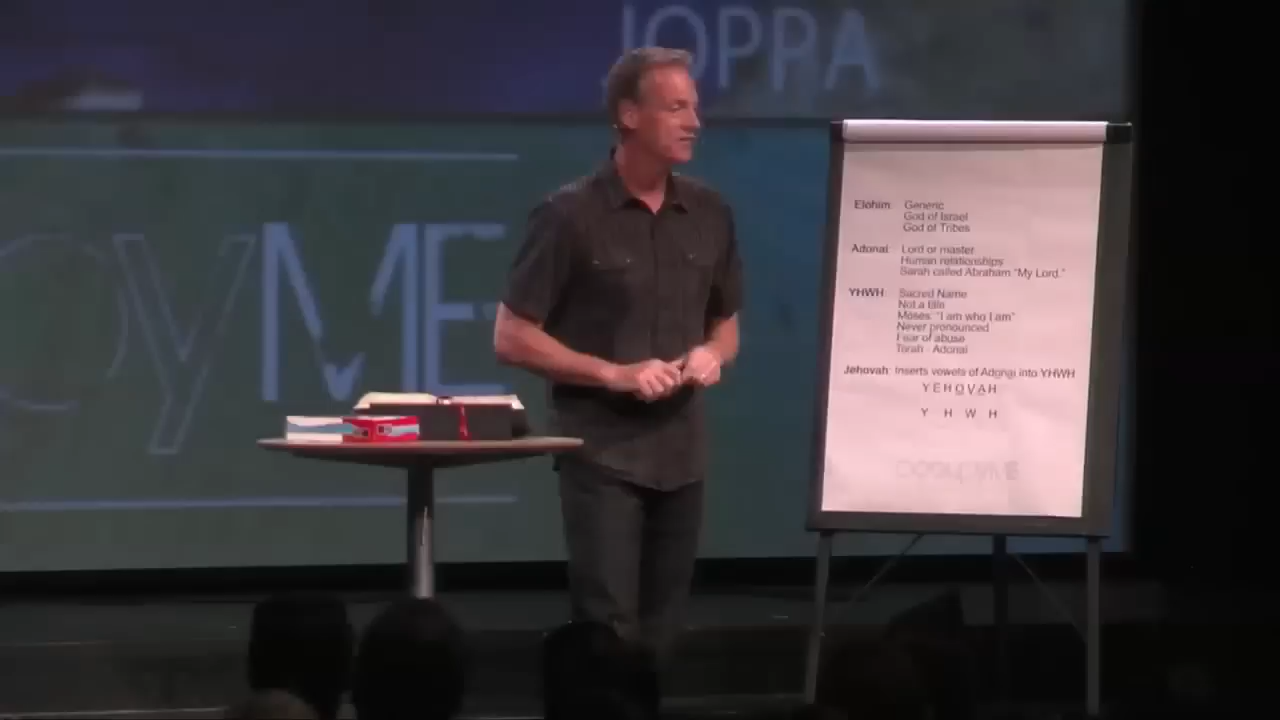 JOPPA
ME
Elohim: Generic
God of Israel
God of Tribes
Adonai: Lord or master
Human relationships
Sarah called Abraham "My Lord."
YHWH: Sacred Name
Not a title
Moses: "I am who I am"
Never pronounced
Fear of abuse
Torah - Adonai
Jehovah: Inserts vowels of Adonai into YHWH
YEHOVAH
Y H W H